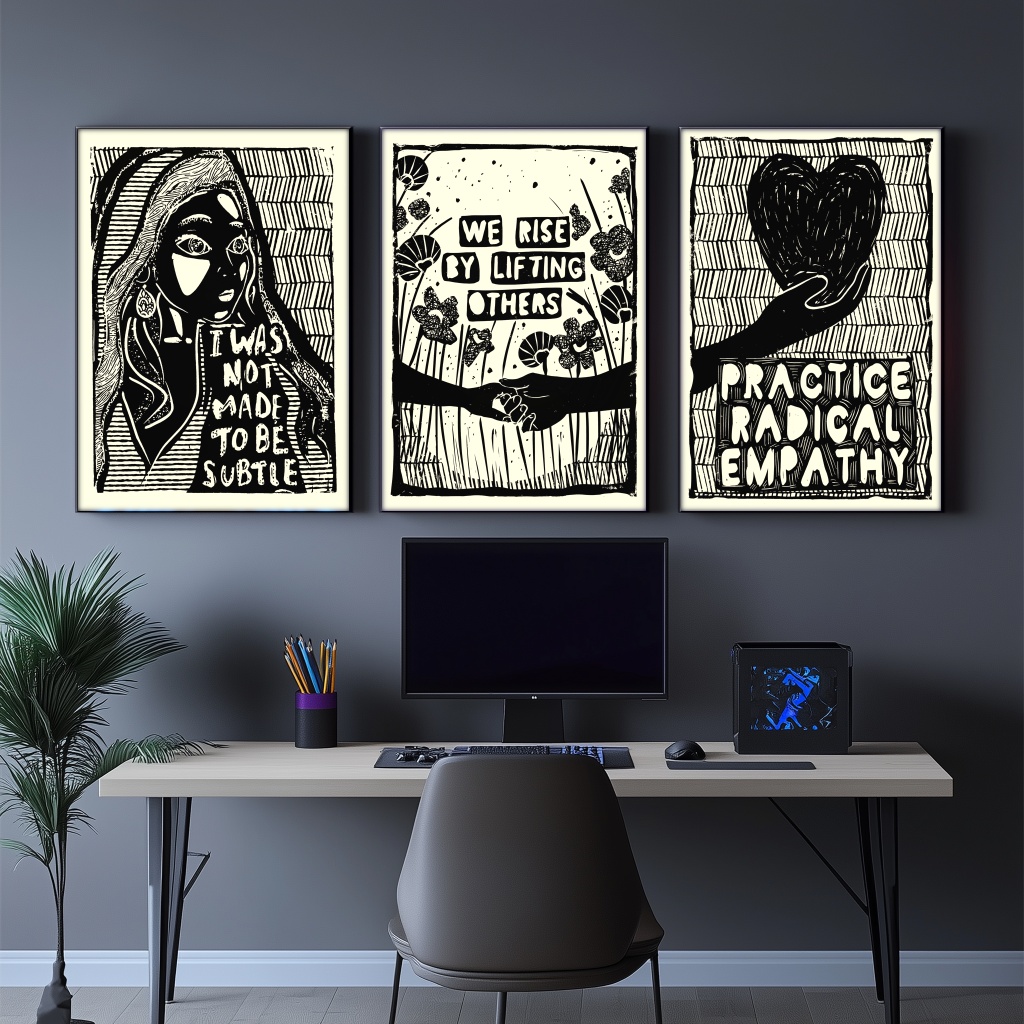 I WAS
NOT
MADE
TO BE
SUBTLE
WE RISE
BY LIFTING
OTHERS
PRACTICE
RADICAL
EMPATHY